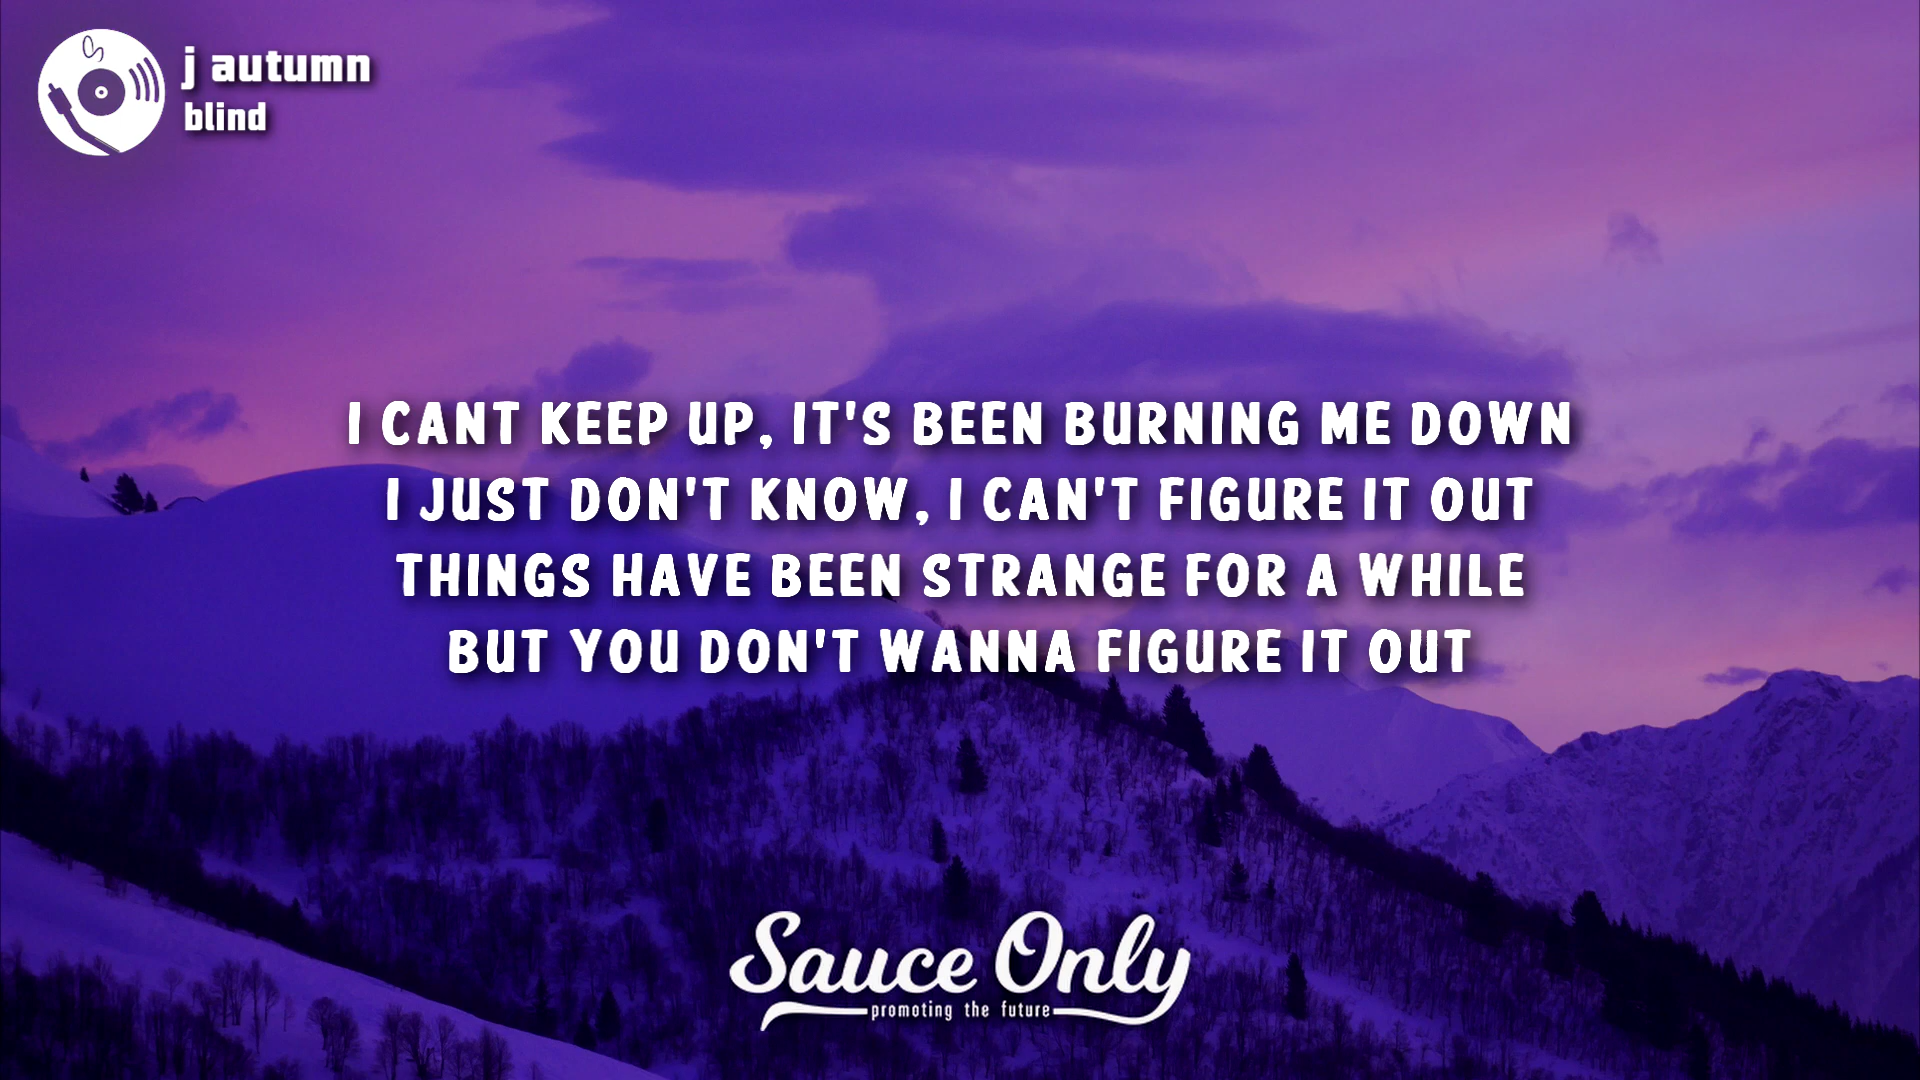 j autumn
blind
I CANT KEEP UP, IT'S BEEN BURNING ME DOWN
I JUST DON'T KNOW, I CAN'T FIGURE IT OUT
THINGS HAVE BEEN STRANGE FOR A WHILE
BUT YOU DON'T WANNA FIGURE IT OUT
Sauce Only
promoting the future